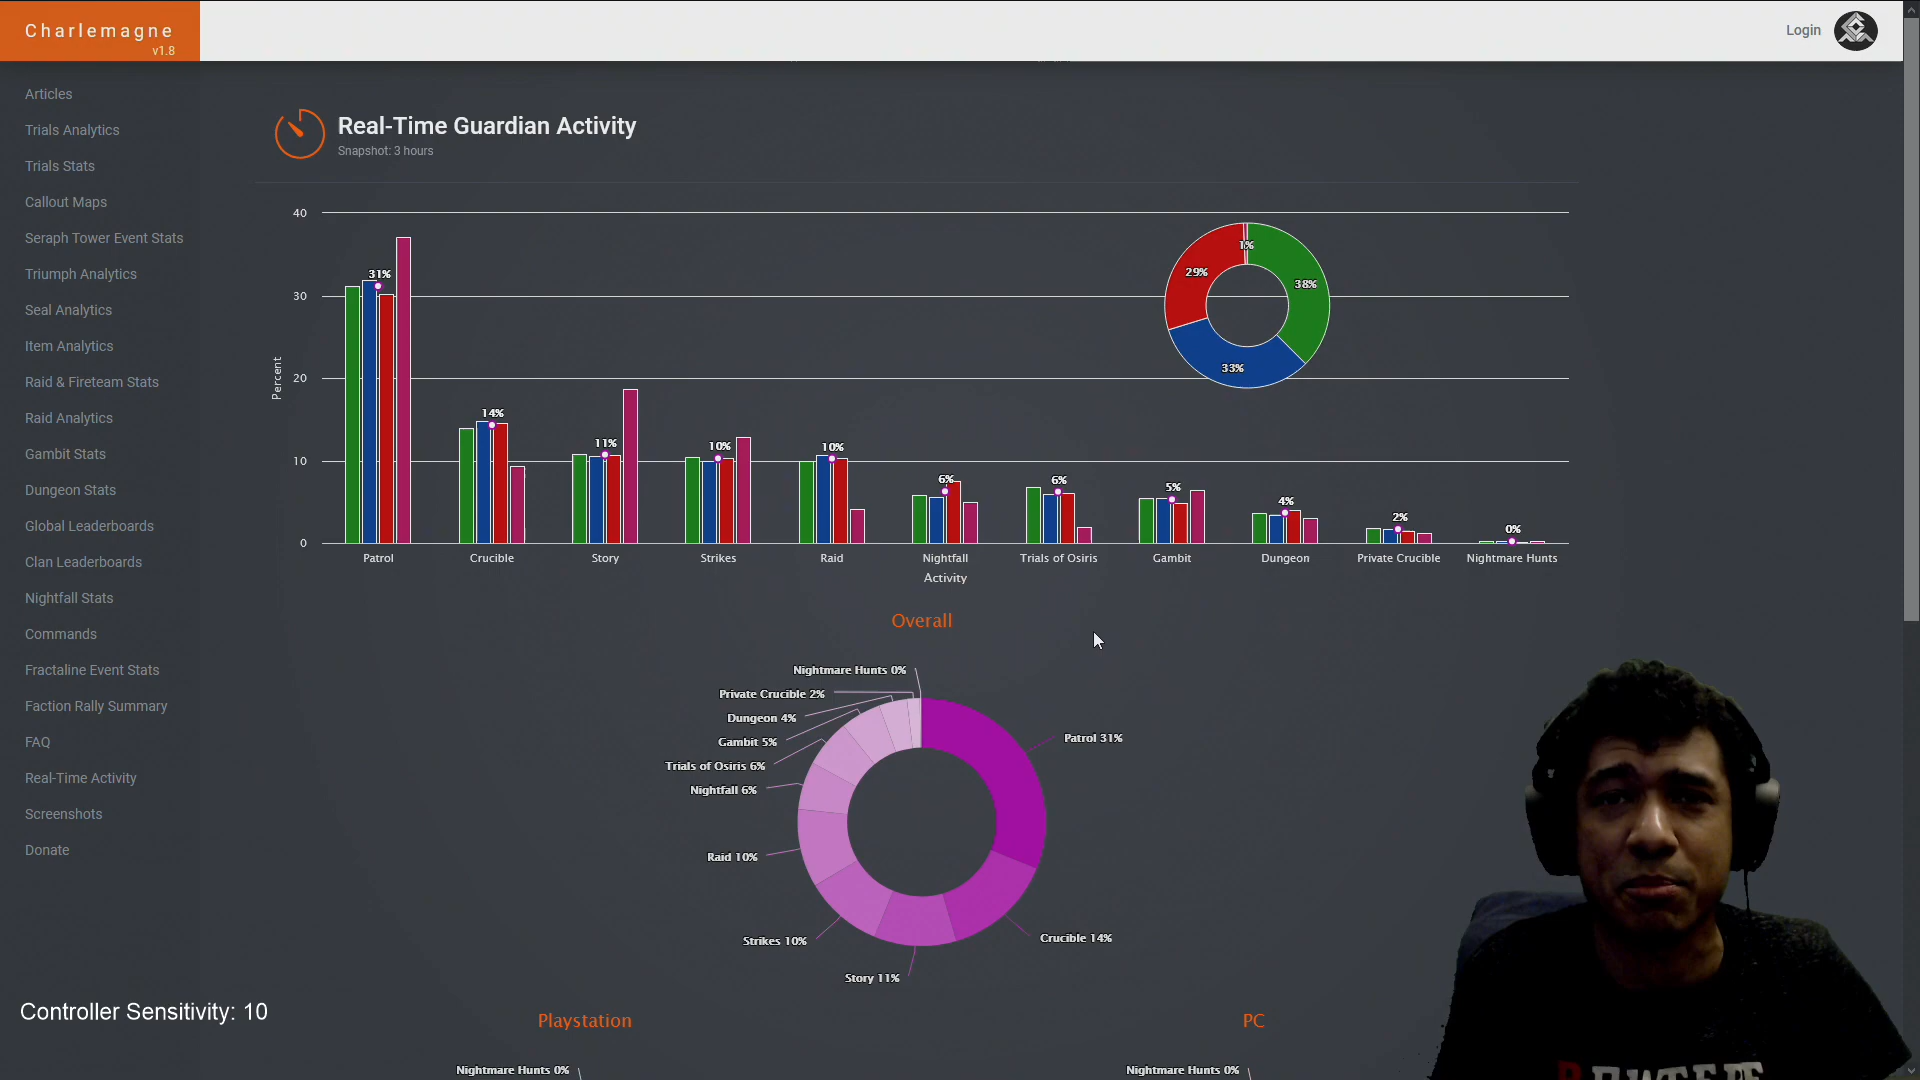 Charlemagne
v1.8
Login
Articles
Trials Analytics
Trials Stats
Callout Maps
Seraph Tower Event Stats
Triumph Analytics
Seal Analytics
Item Analytics
Raid & Fireteam Stats
Raid Analytics
Gambit Stats
Dungeon Stats
Global Leaderboards
Clan Leaderboards
Nightfall Stats
Commands
Fractaline Event Stats
Faction Rally Summary
FAQ
Real-Time Activity
Screenshots
Donate
Real-Time Guardian Activity
Snapshot: 3 hours
40
30
20
10
0
Percent
31%
14%
11%
10%
10%
6%
6%
5%
4%
2%
0%
1%
29%
38%
33%
Patrol
Crucible
Story
Strikes
Raid
Nightfall
Trials of Osiris
Gambit
Dungeon
Private Crucible
Nightmare Hunts
Activity
Overall
Nightmare Hunts 0%
Private Crucible 2%
Dungeon 4%
Gambit 5%
Trials of Osiris 6%
Nightfall 6%
Raid 10%
Strikes 10%
Story 11%
Patrol 31%
Crucible 14%
Controller Sensitivity: 10
Playstation
PC
Nightmare Hunts 0%
Nightmare Hunts 0%